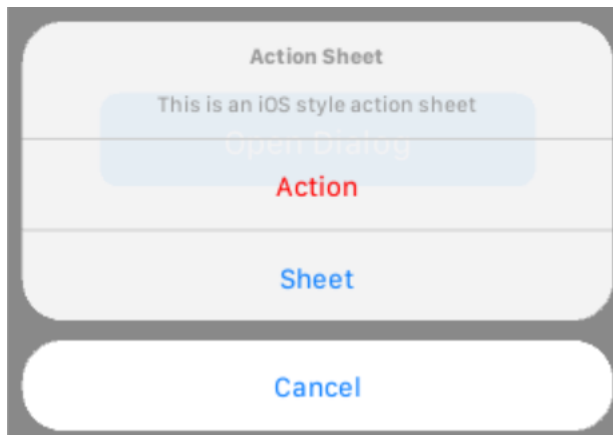 Action Sheet
This is an iOS style action sheet
Open Dialog
Action
Sheet
Cancel